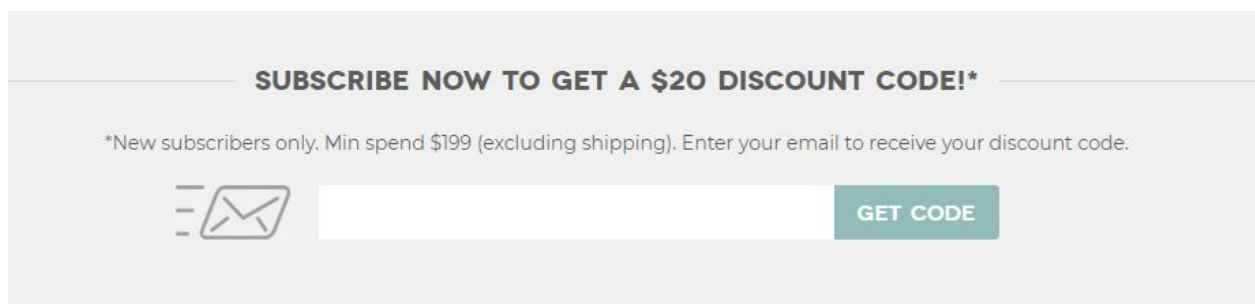 SUBSCRIBE NOW TO GET A $20 DISCOUNT CODE!*
*New subscribers only. Min spend $199 (excluding shipping). Enter your email to receive your discount code.
GET CODE